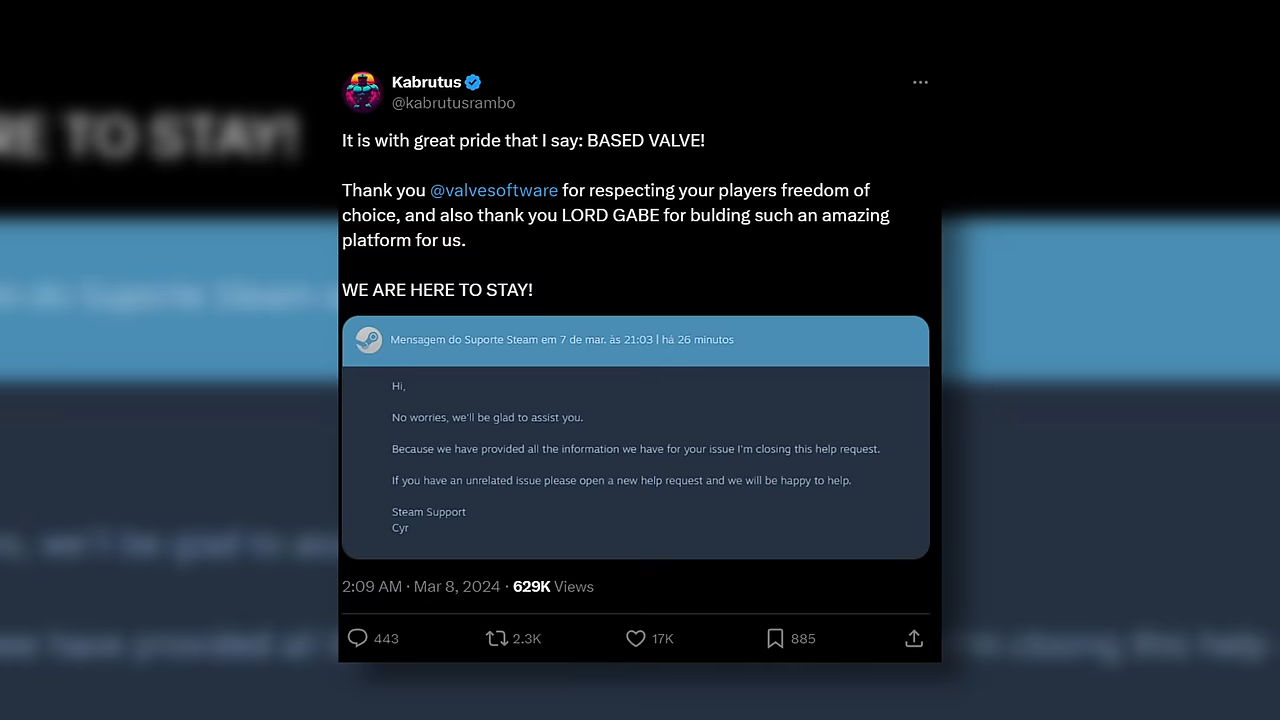 Kabrutus
@kabrutusrambo
It is with great pride that I say: BASED VALVE!
Thank you @valvesoftware for respecting your players freedom of
choice, and also thank you LORD GABE for bulding such an amazing
platform for us.
WE ARE HERE TO STAY!
Mensagem do Suporte Steam em 7 de mar. às 21:03 | há 26 minutos
Hi,
No worries, we'll be glad to assist you.
Because we have provided all the information we have for your issue I'm closing this help request.
If you have an unrelated issue please open a new help request and we will be happy to help.
Steam Support
Cyr
2:09 AM · Mar 8, 2024 · 629K Views
443 2.3K 17K 885